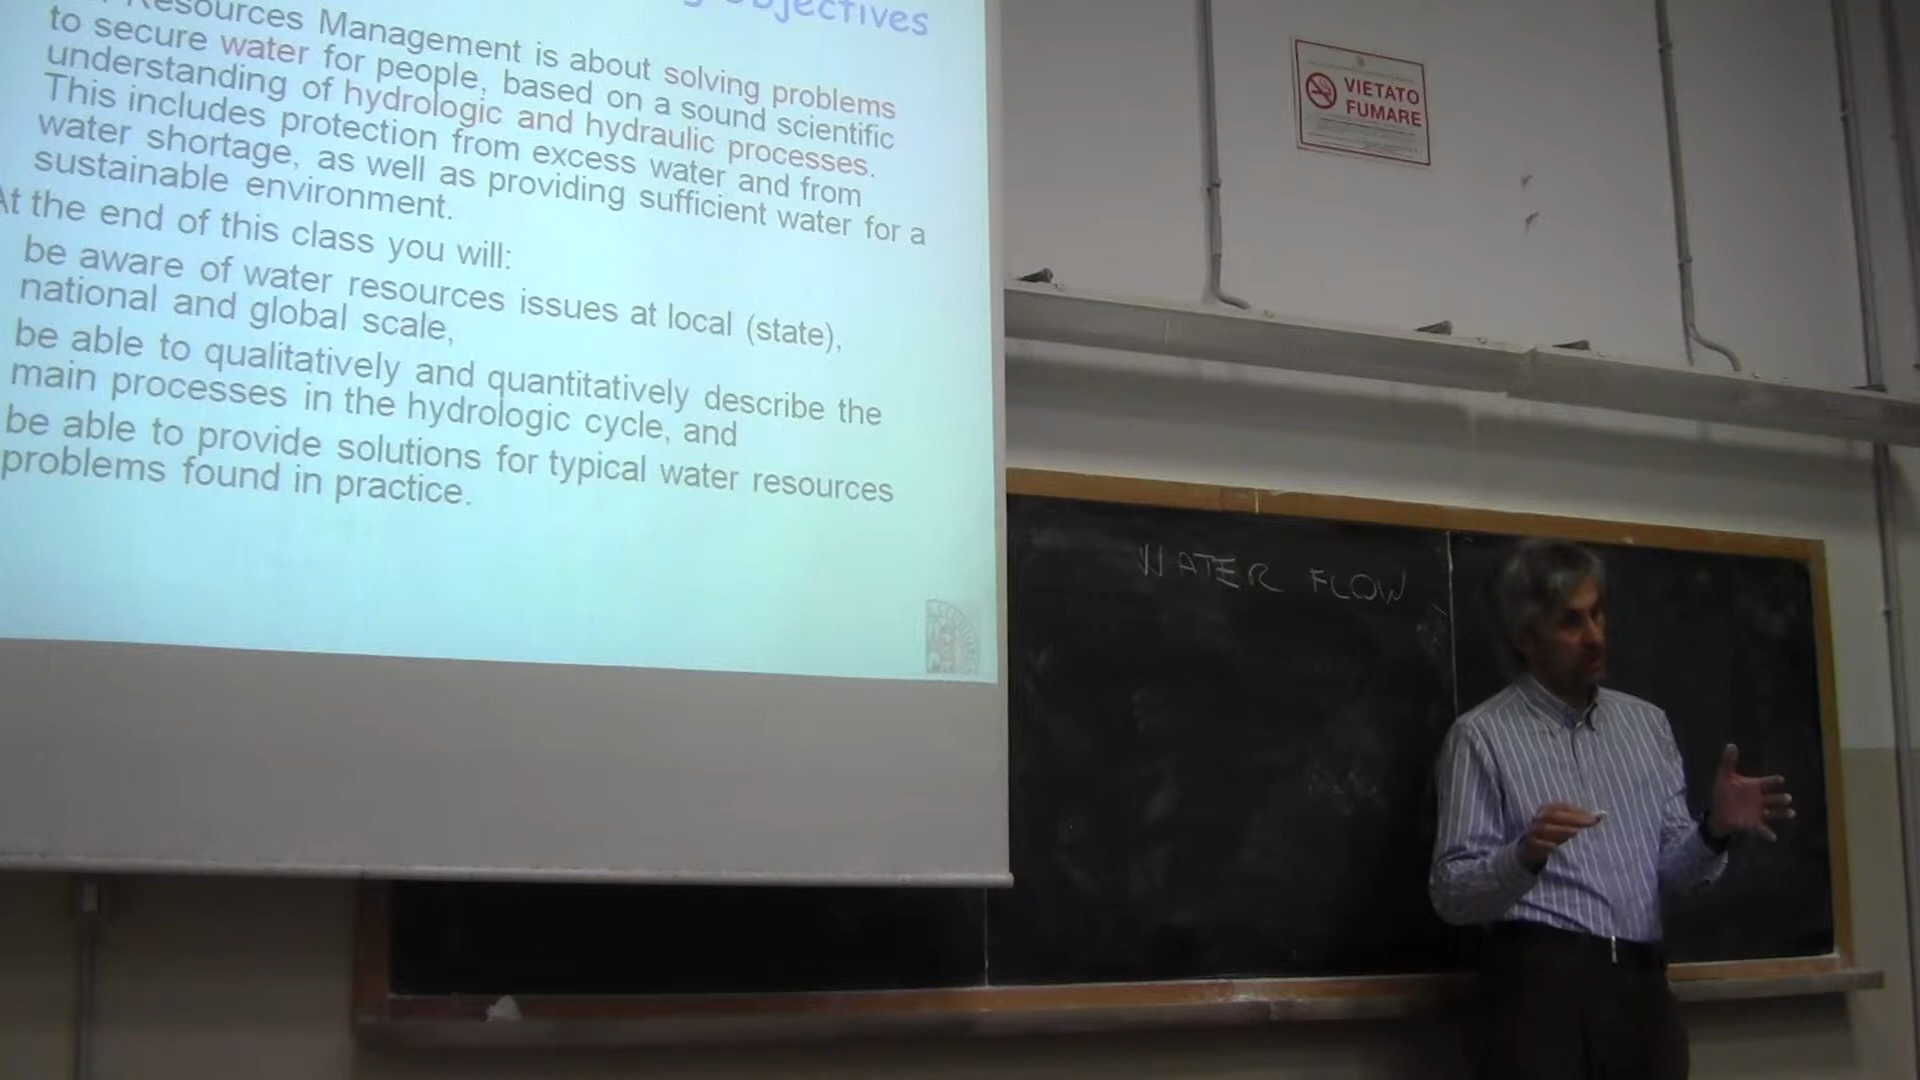 Objectives
Resources Management is about solving problems
to secure water for people, based on a sound scientific
understanding of hydrologic and hydraulic processes.
This includes protection from excess water and from
water shortage, as well as providing sufficient water for a
sustainable environment.
At the end of this class you will:
be aware of water resources issues at local (state),
national and global scale,
be able to qualitatively and quantitatively describe the
main processes in the hydrologic cycle, and
be able to provide solutions for typical water resources
problems found in practice.
VIETATO
FUMARE
WATER FLOW